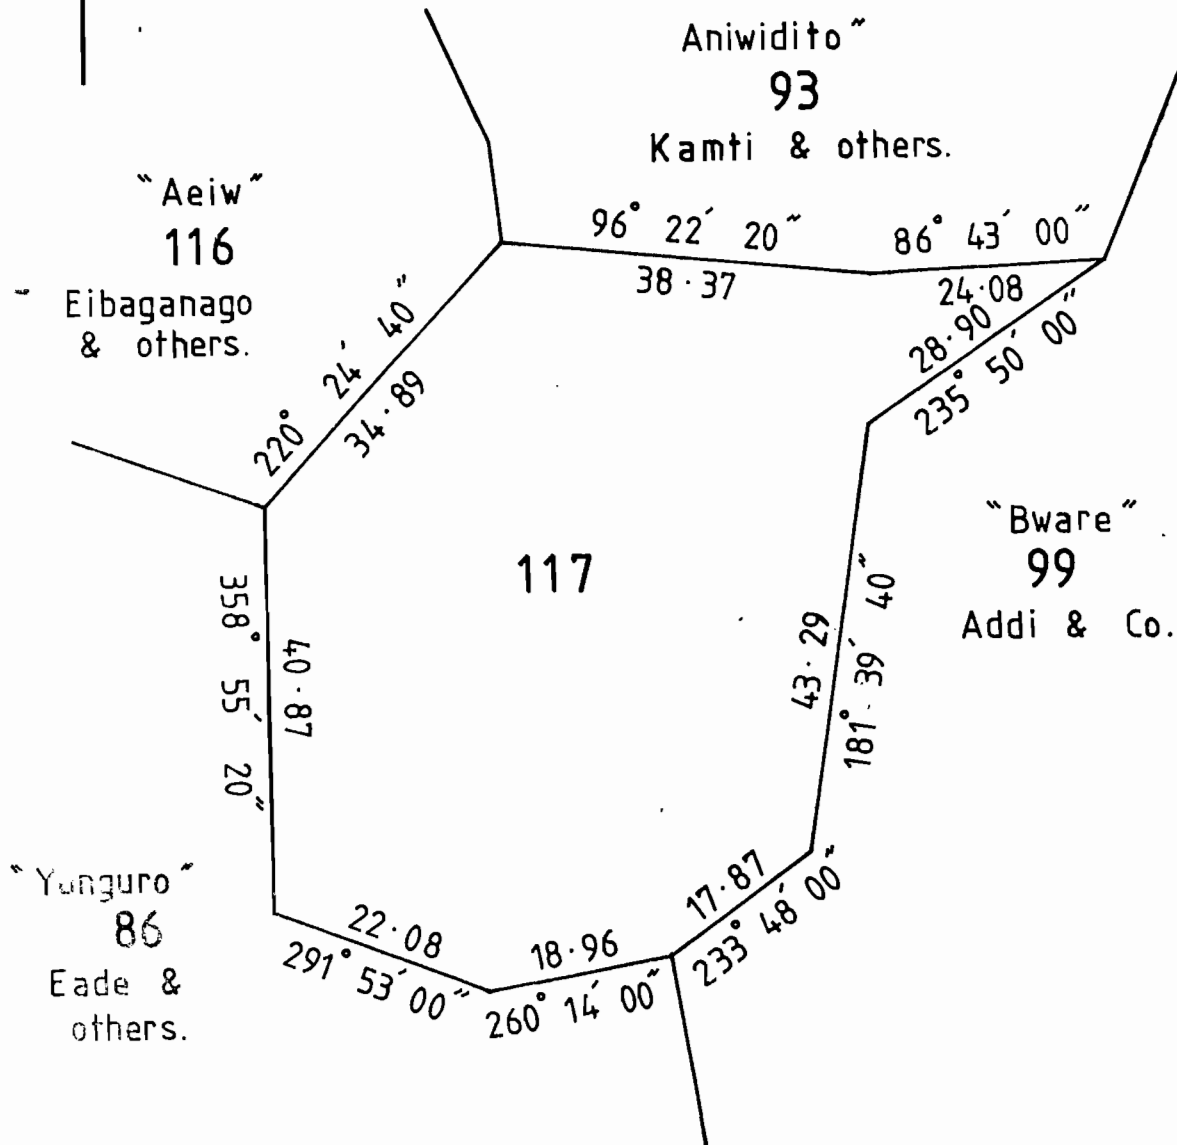 Aniwidito"
93
Kamti & others.
"Aeiw"
116
Eibaganago
& others.
96° 22′ 20″
38·37
86° 43′ 00″
24·08
28·90
235° 50′ 00″
220° 24′ 40″
34·89
"Bware"
99
Addi & Co.
117
358° 55′ 20″
40·87
43·29
181° 39′ 40″
"Yunguro"
86
Eade &
others.
22·08
291° 53′ 00″
18·96
260° 14′ 00″
17·87
233° 48′ 00″